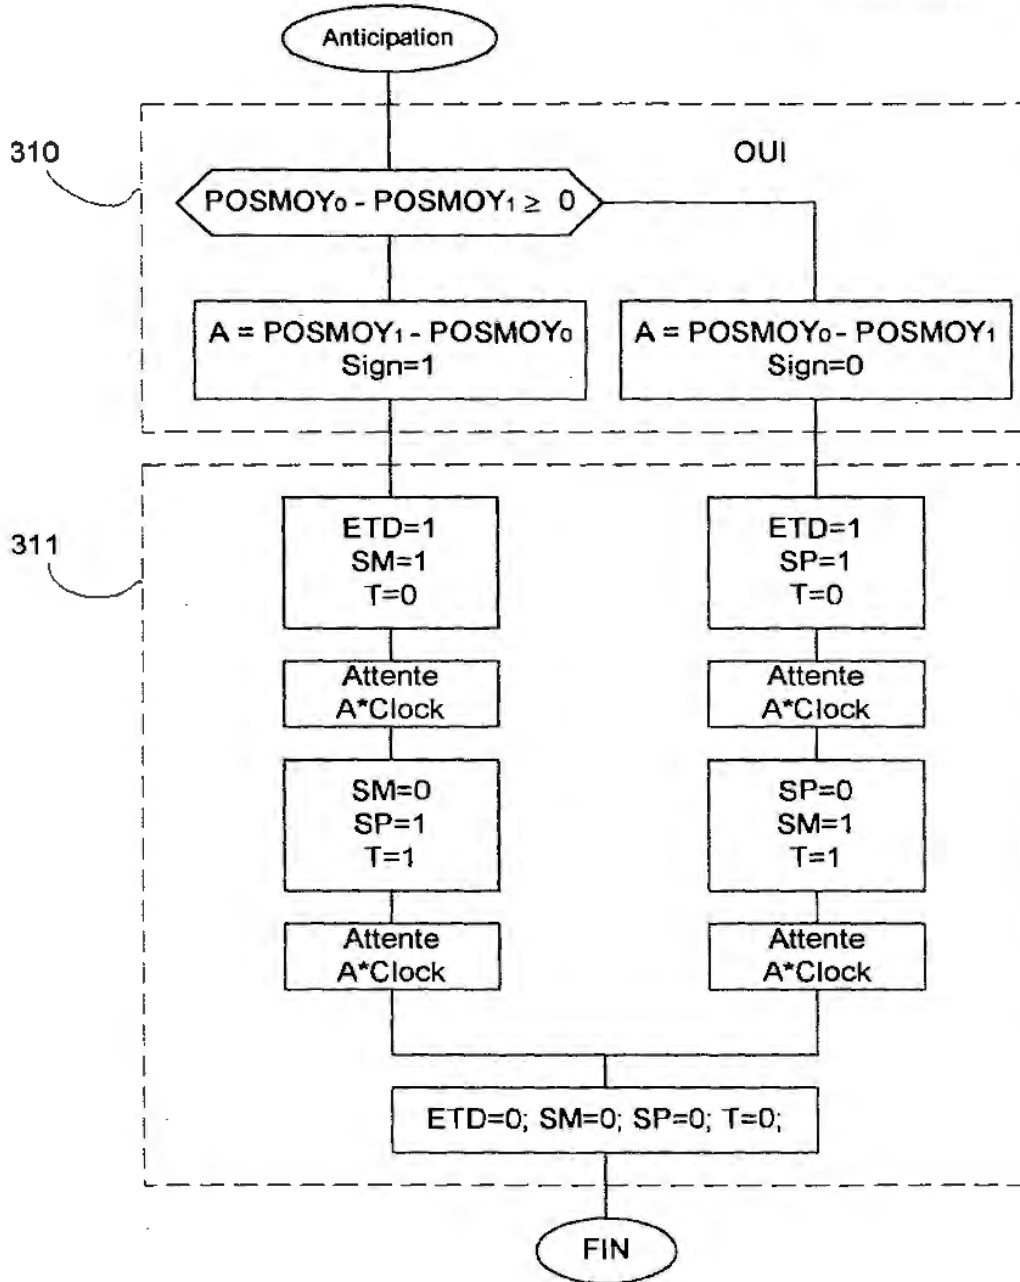 Anticipation
310
OUI
POSMOY₀ - POSMOY₁ ≥ 0
A = POSMOY₁ - POSMOY₀
Sign=1
A = POSMOY₀ - POSMOY₁
Sign=0
311
ETD=1
SM=1
T=0
ETD=1
SP=1
T=0
Attente
A*Clock
Attente
A*Clock
SM=0
SP=1
T=1
SP=0
SM=1
T=1
Attente
A*Clock
Attente
A*Clock
ETD=0; SM=0; SP=0; T=0;
FIN